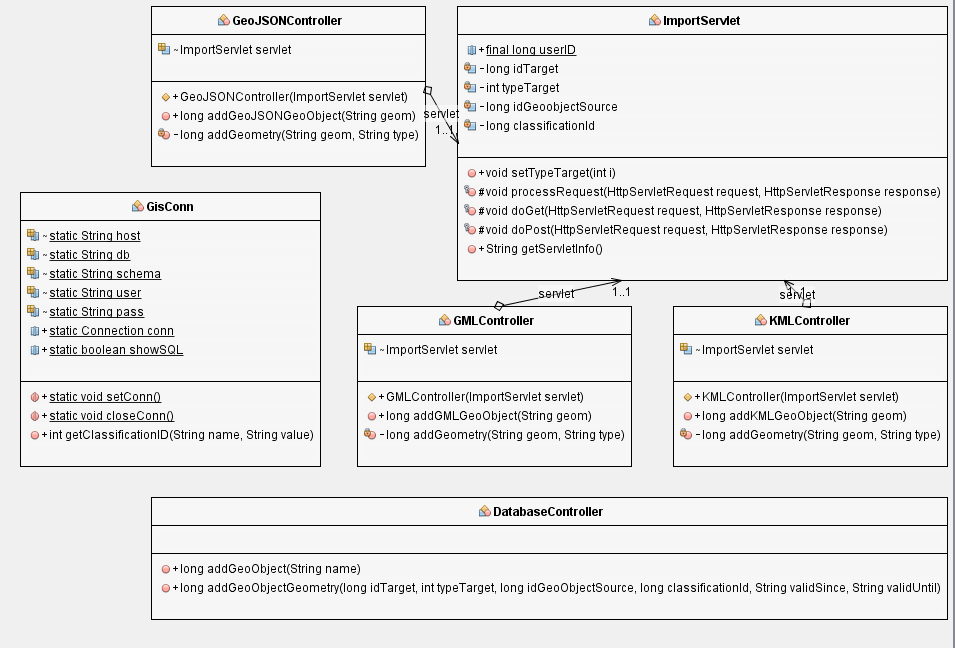 GeoJSONController
~ImportServlet servlet
+GeoJSONController(ImportServlet servlet)
+long addGeoJSONGeoObject(String geom)
-long addGeometry(String geom, String type)
servlet
1..1
ImportServlet
+final long userID
-long idTarget
-int typeTarget
-long idGeoobjectSource
-long classificationId
+void setTypeTarget(int i)
#void processRequest(HttpServletRequest request, HttpServletResponse response)
#void doGet(HttpServletRequest request, HttpServletResponse response)
#void doPost(HttpServletRequest request, HttpServletResponse response)
+String getServletInfo()
GisConn
~static String host
~static String db
~static String schema
~static String user
~static String pass
+static Connection conn
+static boolean showSQL
+static void setConn()
+static void closeConn()
+int getClassificationID(String name, String value)
servlet
1..1
GMLController
~ImportServlet servlet
+GMLController(ImportServlet servlet)
+long addGMLGeoObject(String geom)
-long addGeometry(String geom, String type)
1..1
servlet
KMLController
~ImportServlet servlet
+KMLController(ImportServlet servlet)
+long addKMLGeoObject(String geom)
-long addGeometry(String geom, String type)
DatabaseController
+long addGeoObject(String name)
+long addGeoObjectGeometry(long idTarget, int typeTarget, long idGeoObjectSource, long classificationId, String validSince, String validUntil)